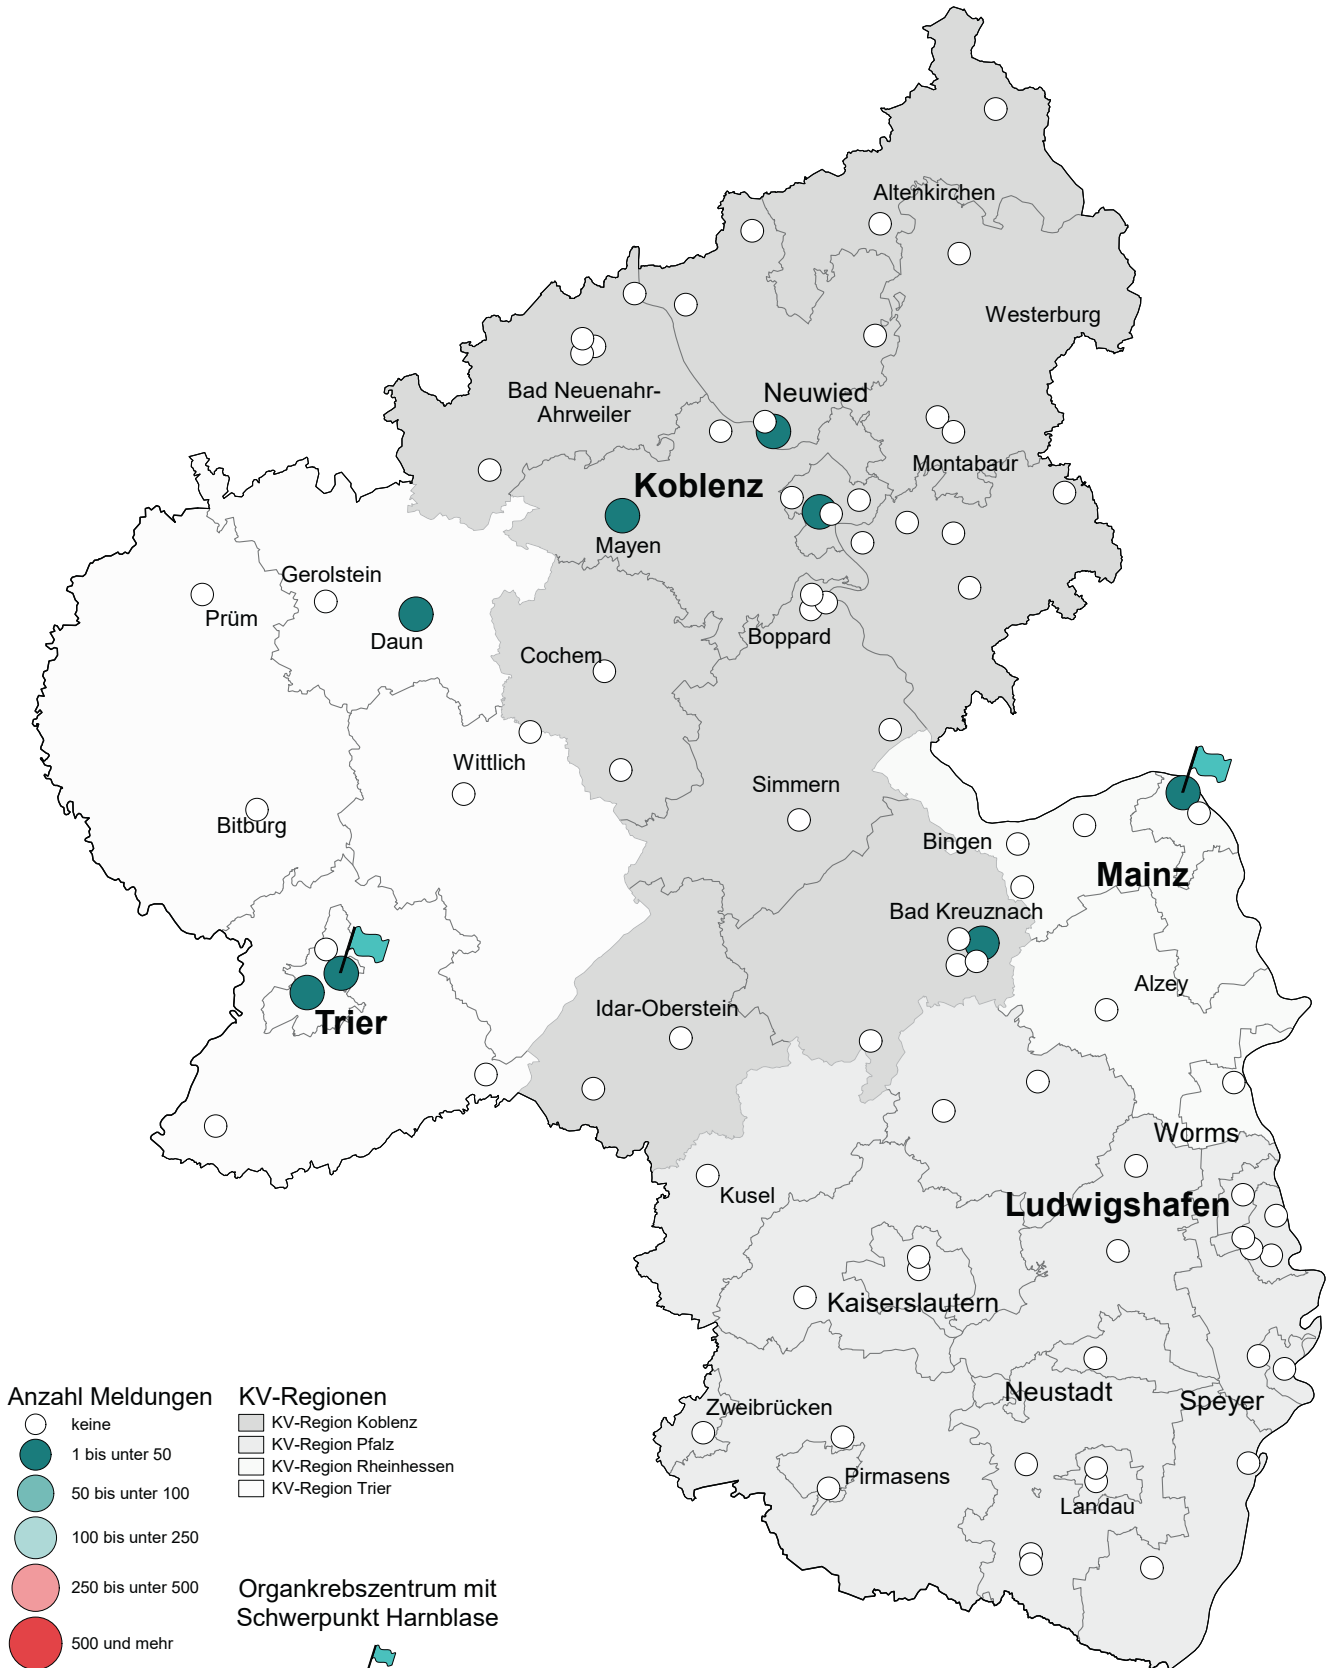 Altenkirchen
Westerburg
Bad Neuenahr-
Ahrweiler
Neuwied
Montabaur
Koblenz
Mayen
Gerolstein
Prüm
Daun
Boppard
Cochem
Wittlich
Simmern
Bitburg
Bingen
Mainz
Bad Kreuznach
Alzey
Idar-Oberstein
Trier
Worms
Kusel
Ludwigshafen
Kaiserslautern
Neustadt
Speyer
Zweibrücken
Pirmasens
Landau
Anzahl Meldungen
keine
1 bis unter 50
50 bis unter 100
100 bis unter 250
250 bis unter 500
500 und mehr
KV-Regionen
KV-Region Koblenz
KV-Region Pfalz
KV-Region Rheinhessen
KV-Region Trier
Organkrebszentrum mit
Schwerpunkt Harnblase